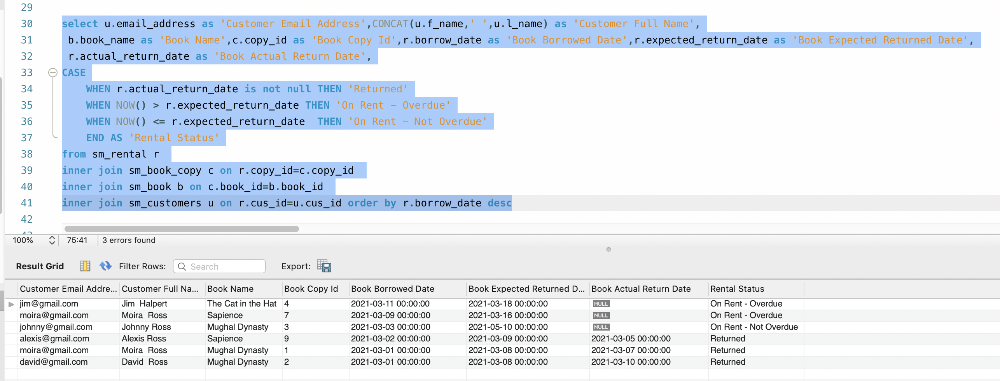 29
30 select u.email_address as 'Customer Email Address',CONCAT(u.f_name,' ',u.l_name) as 'Customer Full Name',
31 b.book_name as 'Book Name',c.copy_id as 'Book Copy Id',r.borrow_date as 'Book Borrowed Date',r.expected_return_date as 'Book Expected Returned Date',
32 r.actual_return_date as 'Book Actual Return Date',
33 CASE
34 WHEN r.actual_return_date is not null THEN 'Returned'
35 WHEN NOW() > r.expected_return_date THEN 'On Rent - Overdue'
36 WHEN NOW() <= r.expected_return_date  THEN 'On Rent - Not Overdue'
37 END AS 'Rental Status'
38 from sm_rental r
39 inner join sm_book_copy c on r.copy_id=c.copy_id
40 inner join sm_book b on c.book_id=b.book_id
41 inner join sm_customers u on r.cus_id=u.cus_id order by r.borrow_date desc
42
100% 75:41 3 errors found
Result Grid Filter Rows: Search Export:
Customer Email Addre... Customer Full Na... Book Name Book Copy Id Book Borrowed Date Book Expected Returned D... Book Actual Return Date Rental Status
jim@gmail.com Jim  Halpert The Cat in the Hat 4 2021-03-11 00:00:00 2021-03-18 00:00:00 NULL On Rent - Overdue
moira@gmail.com Moira  Ross Sapience 7 2021-03-09 00:00:00 2021-03-16 00:00:00 NULL On Rent - Overdue
johnny@gmail.com Johnny Ross Mughal Dynasty 3 2021-03-03 00:00:00 2021-05-10 00:00:00 NULL On Rent - Not Overdue
alexis@gmail.com Alexis Ross Sapience 9 2021-03-02 00:00:00 2021-03-09 00:00:00 2021-03-05 00:00:00 Returned
moira@gmail.com Moira  Ross Mughal Dynasty 1 2021-03-01 00:00:00 2021-03-08 00:00:00 2021-03-07 00:00:00 Returned
david@gmail.com David  Ross Mughal Dynasty 2 2021-03-01 00:00:00 2021-03-08 00:00:00 2021-03-10 00:00:00 Returned